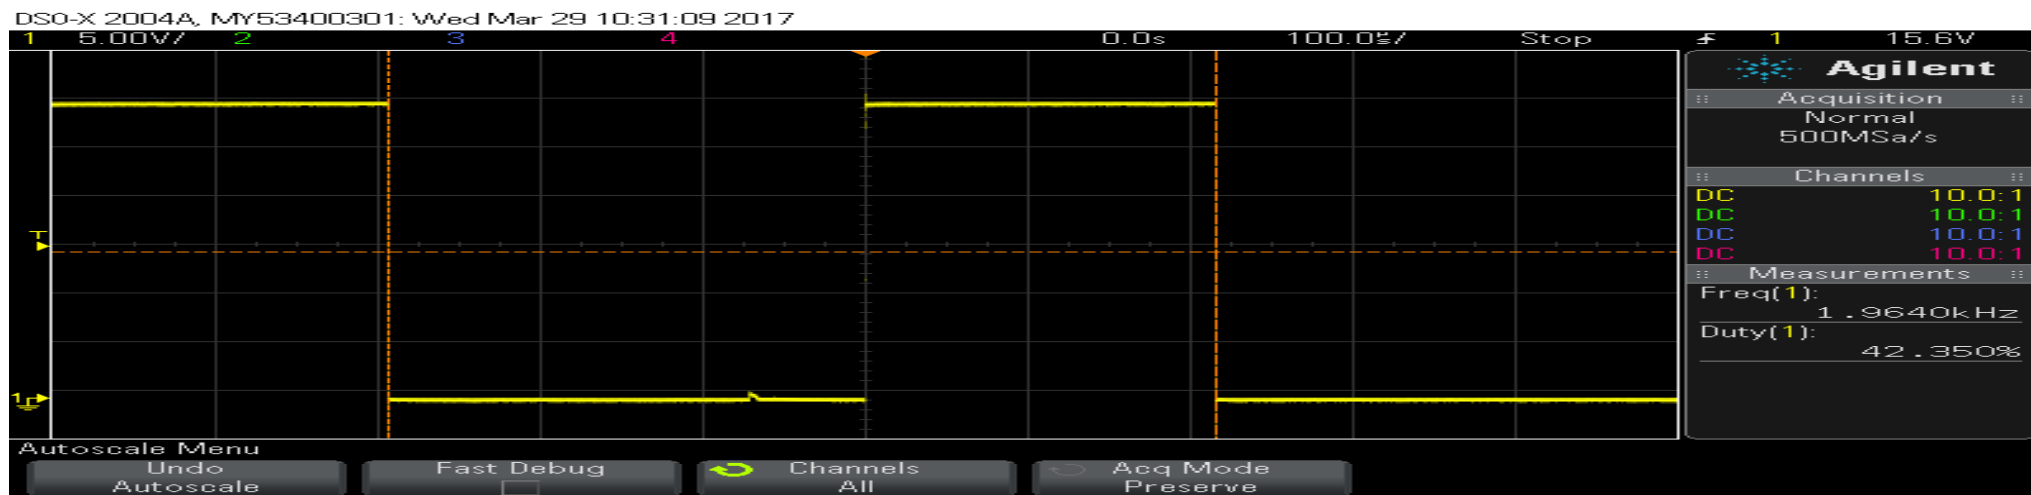 DSO-X 2004A, MY53400301: Wed Mar 29 10:31:09 2017
1 5.00V/ 2 3 4 0.0s 100.0µs/ Stop 1 15.6V
Agilent
Acquisition
Normal
500MSa/s
Channels
DC 10.0:1
DC 10.0:1
DC 10.0:1
DC 10.0:1
Measurements
Freq(1):
1.9640kHz
Duty(1):
42.350%
T
1
Autoscale Menu
Undo Autoscale
Fast Debug
Channels All
Acq Mode Preserve